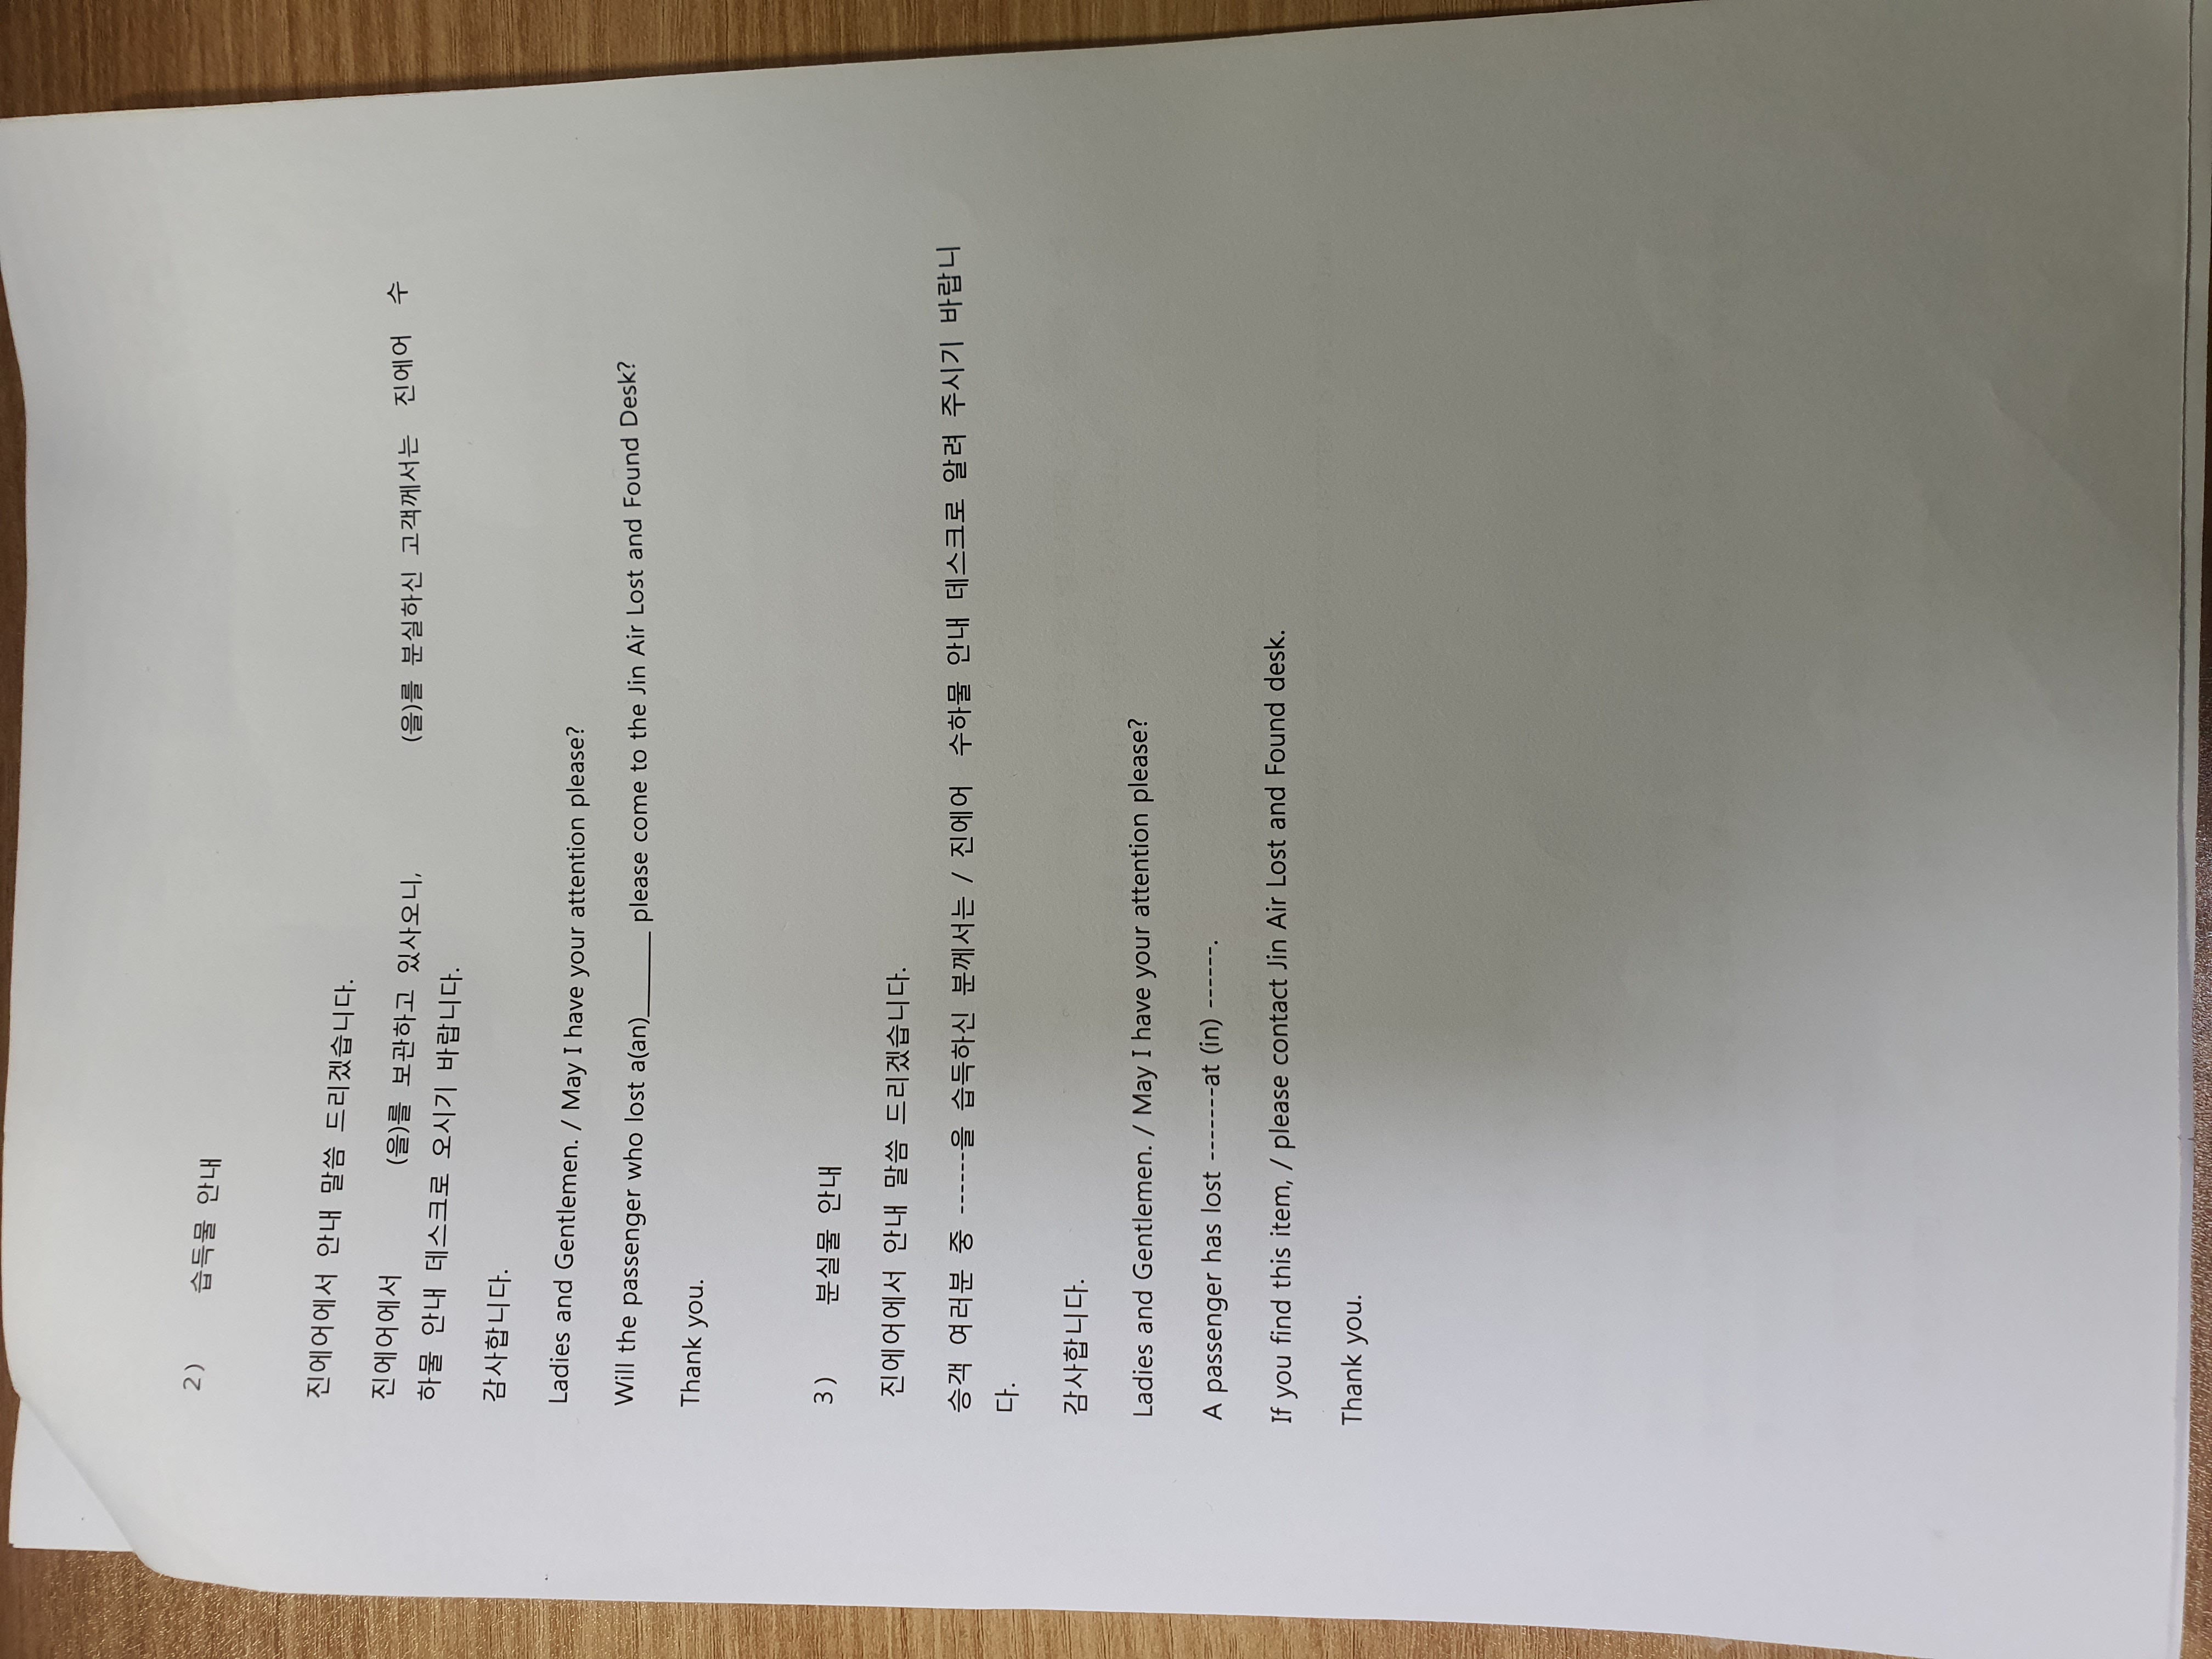 2) 습득물 안내
진에어에서 안내 말씀 드리겠습니다.
진에어에서 (을)를 보관하고 있사오니, (을)를 분실하신 고객께서는 진에어 수
하물 안내 데스크로 오시기 바랍니다.
감사합니다.
Ladies and Gentlemen. / May I have your attention please?
Will the passenger who lost a(an)_______ please come to the Jin Air Lost and Found Desk?
Thank you.
3) 분실물 안내
진에어에서 안내 말씀 드리겠습니다.
승객 여러분 중 ------을 습득하신 분께서는 / 진에어 수하물 안내 데스크로 알려 주시기 바랍니
다.
감사합니다.
Ladies and Gentlemen. / May I have your attention please?
A passenger has lost -------at (in) ------.
If you find this item, / please contact Jin Air Lost and Found desk.
Thank you.